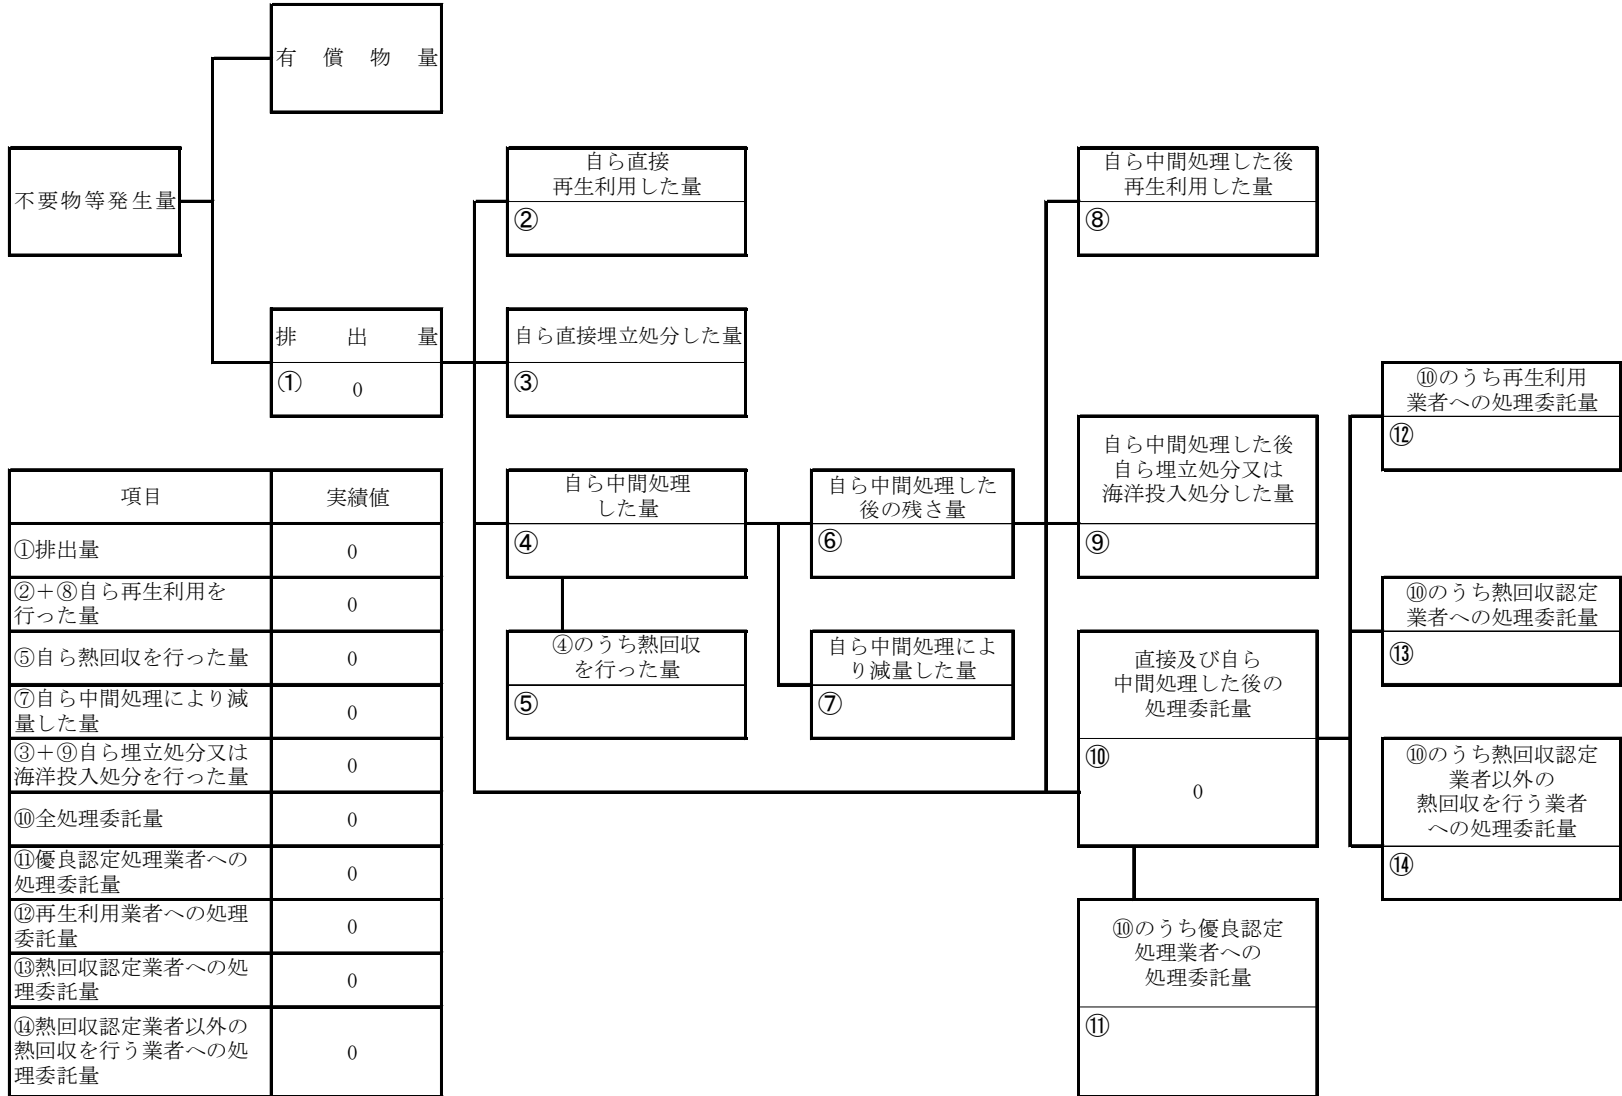 有償物量
不要物等発生量
排出量
① 0
自ら直接
再生利用した量
②
自ら直接埋立処分した量
③
自ら中間処理
した量
④
④のうち熱回収
を行った量
⑤
自ら中間処理した
後の残さ量
⑥
自ら中間処理によ
り減量した量
⑦
自ら中間処理した後
再生利用した量
⑧
自ら中間処理した後
自ら埋立処分又は
海洋投入処分した量
⑨
直接及び自ら
中間処理した後の
処理委託量
⑩
0
⑩のうち優良認定
処理業者への
処理委託量
⑪
⑩のうち再生利用
業者への処理委託量
⑫
⑩のうち熱回収認定
業者への処理委託量
⑬
⑩のうち熱回収認定
業者以外の
熱回収を行う業者
への処理委託量
⑭
項目 実績値
①排出量 0
②＋⑧自ら再生利用を
行った量 0
⑤自ら熱回収を行った量 0
⑦自ら中間処理により減
量した量 0
③＋⑨自ら埋立処分又は
海洋投入処分を行った量 0
⑩全処理委託量 0
⑪優良認定処理業者への
処理委託量 0
⑫再生利用業者への処理
委託量 0
⑬熱回収認定業者への処
理委託量 0
⑭熱回収認定業者以外の
熱回収を行う業者への処 0
理委託量